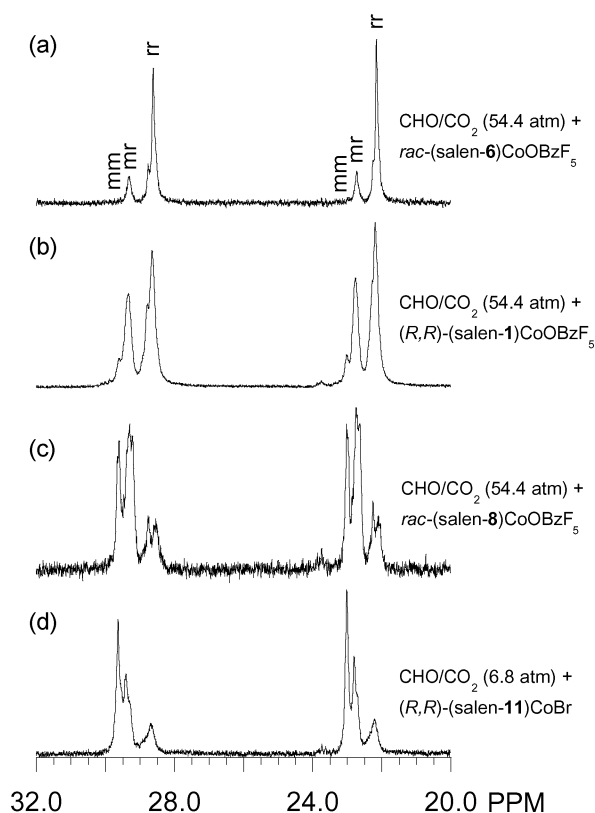 (a)
rr
rr
mm
mr
mm
mr
CHO/CO₂ (54.4 atm) +
rac-(salen-6)CoOBzF₅
(b)
CHO/CO₂ (54.4 atm) +
(R,R)-(salen-1)CoOBzF₅
(c)
CHO/CO₂ (54.4 atm) +
rac-(salen-8)CoOBzF₅
(d)
CHO/CO₂ (6.8 atm) +
(R,R)-(salen-11)CoBr
32.0 28.0 24.0 20.0 PPM